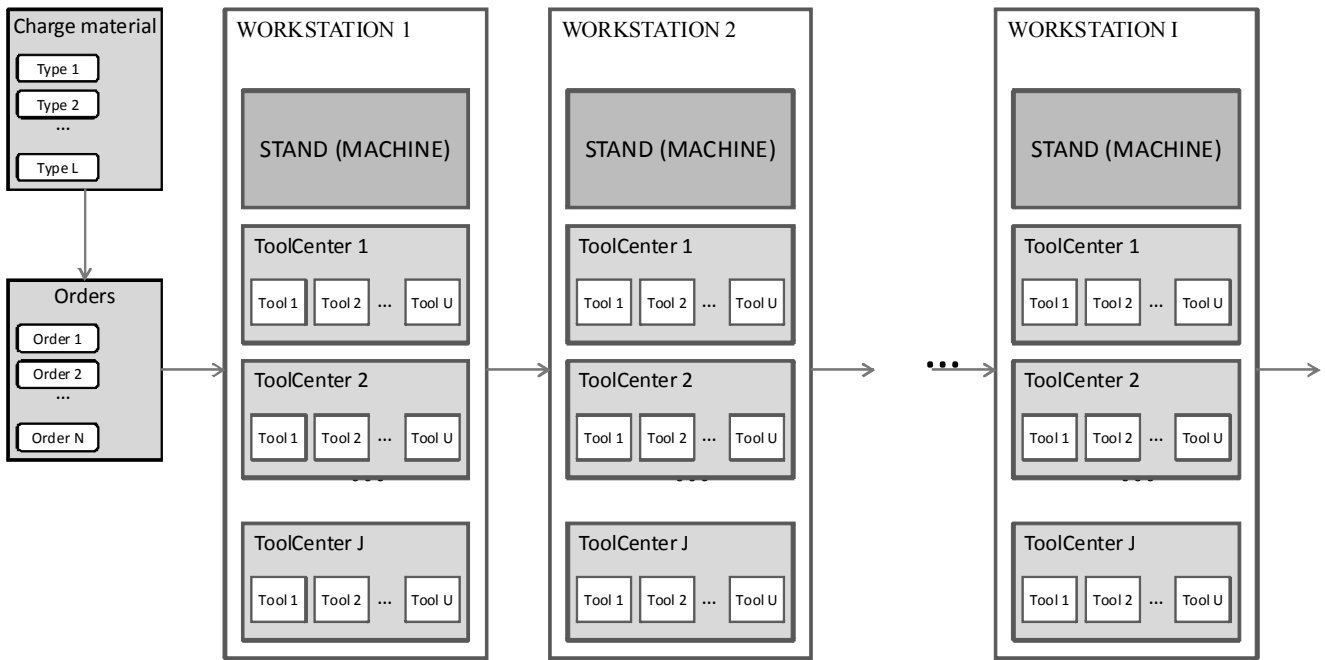 Charge material
Type 1
Type 2
...
Type L
Orders
Order 1
Order 2
...
Order N
WORKSTATION 1
STAND (MACHINE)
ToolCenter 1
Tool 1 Tool 2 ... Tool U
ToolCenter 2
Tool 1 Tool 2 ... Tool U
...
ToolCenter J
Tool 1 Tool 2 ... Tool U
WORKSTATION 2
STAND (MACHINE)
ToolCenter 1
Tool 1 Tool 2 ... Tool U
ToolCenter 2
Tool 1 Tool 2 ... Tool U
...
ToolCenter J
Tool 1 Tool 2 ... Tool U
...
WORKSTATION I
STAND (MACHINE)
ToolCenter 1
Tool 1 Tool 2 ... Tool U
ToolCenter 2
Tool 1 Tool 2 ... Tool U
...
ToolCenter J
Tool 1 Tool 2 ... Tool U